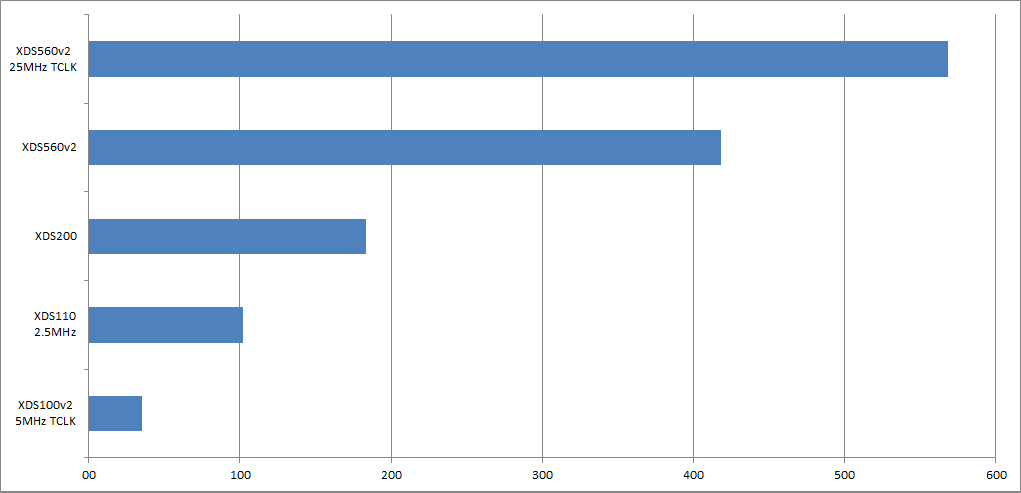 XDS560v2
25MHz TCLK
XDS560v2
XDS200
XDS110
2.5MHz
XDS100v2
5MHz TCLK
00 100 200 300 400 500 600